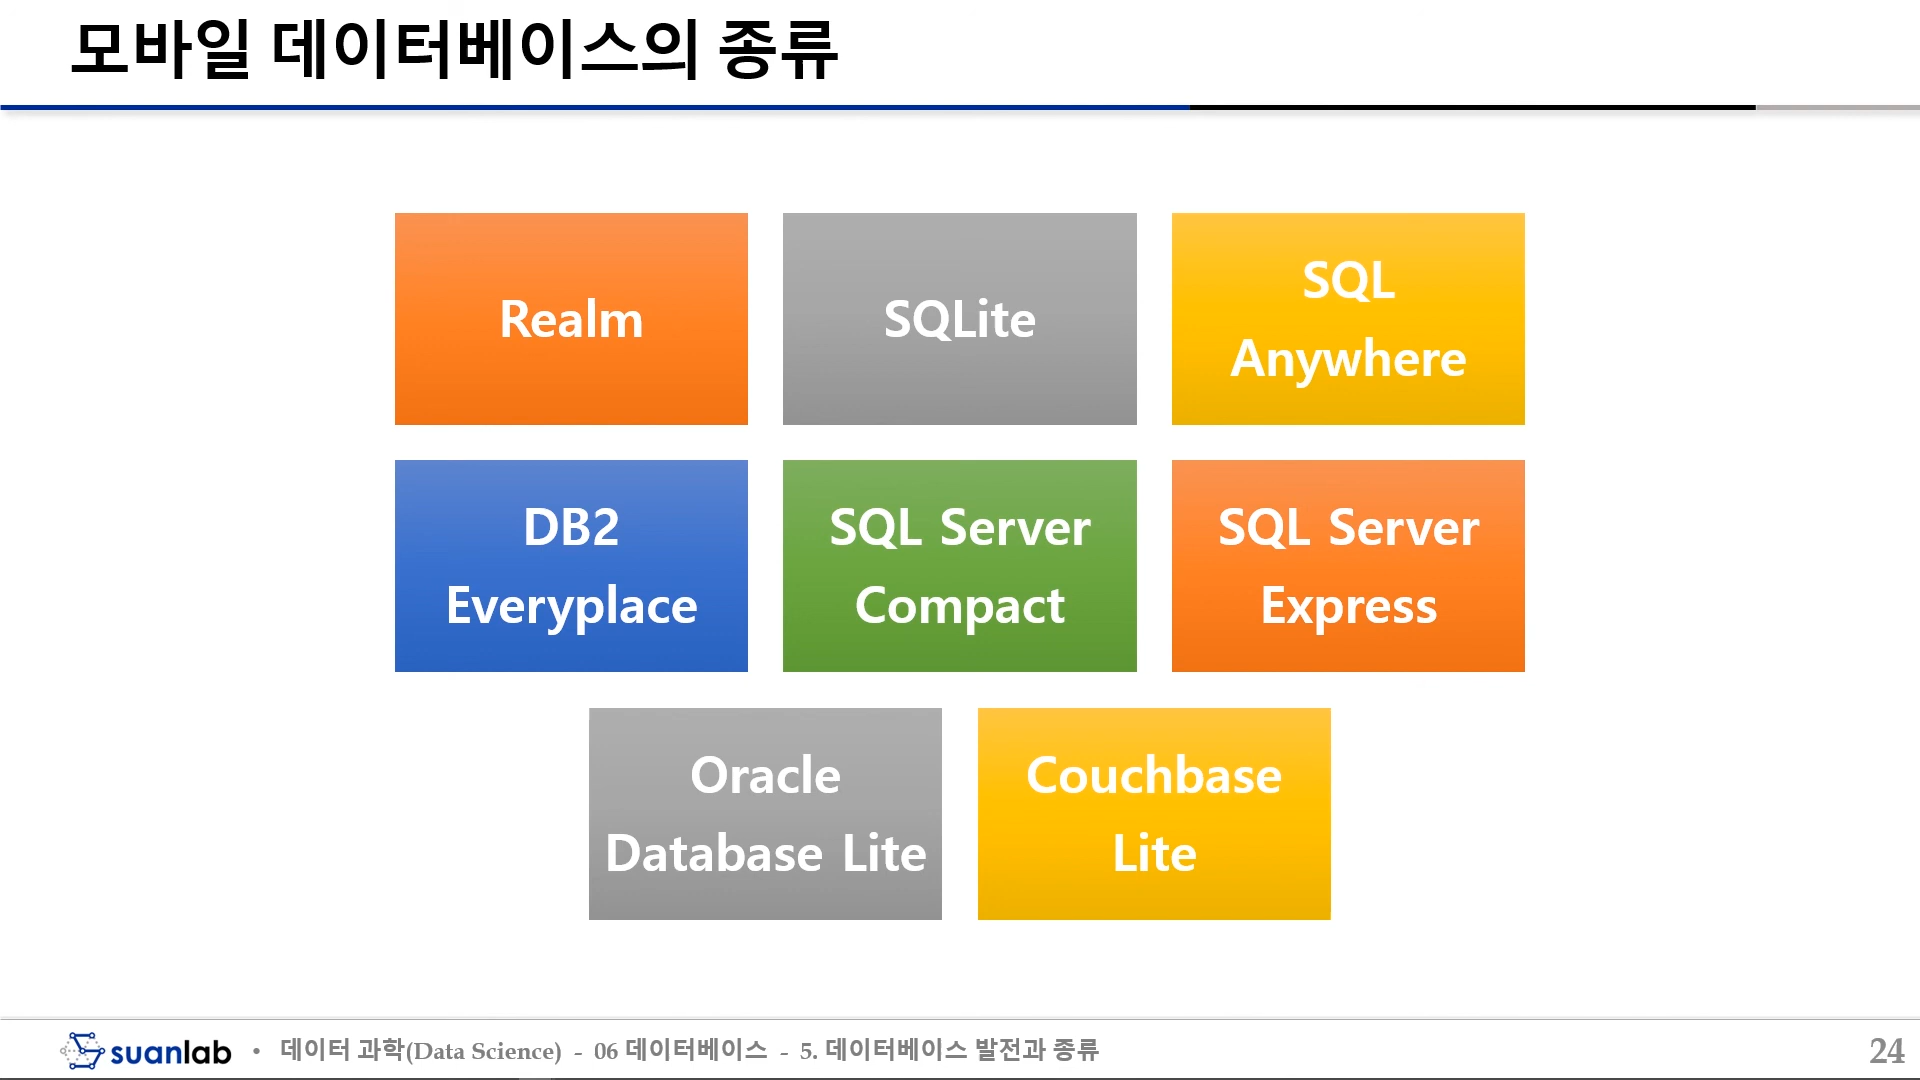 모바일 데이터베이스의 종류
Realm
SQLite
SQL
Anywhere
DB2
Everyplace
SQL Server
Compact
SQL Server
Express
Oracle
Database Lite
Couchbase
Lite
suanlab • 데이터 과학(Data Science) - 06 데이터베이스 - 5. 데이터베이스 발전과 종류
24